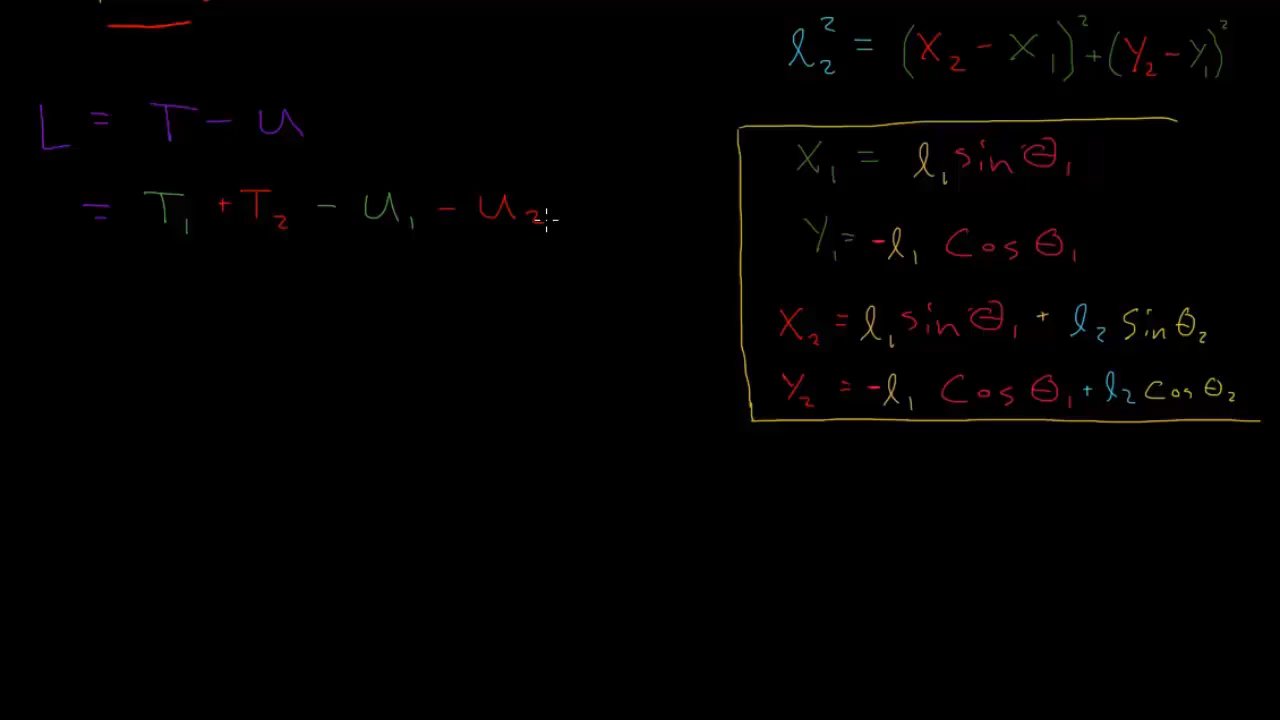 L = T - U
= T₁ + T₂ - U₁ - U₂
l₂² = (X₂ - X₁)² + (Y₂ - Y₁)²
X₁ = l₁ sin θ₁
Y₁ = -l₁ Cos θ₁
X₂ = l₁ sin θ₁ + l₂ Sin θ₂
Y₂ = -l₁ Cos θ₁ + l₂ Cos θ₂